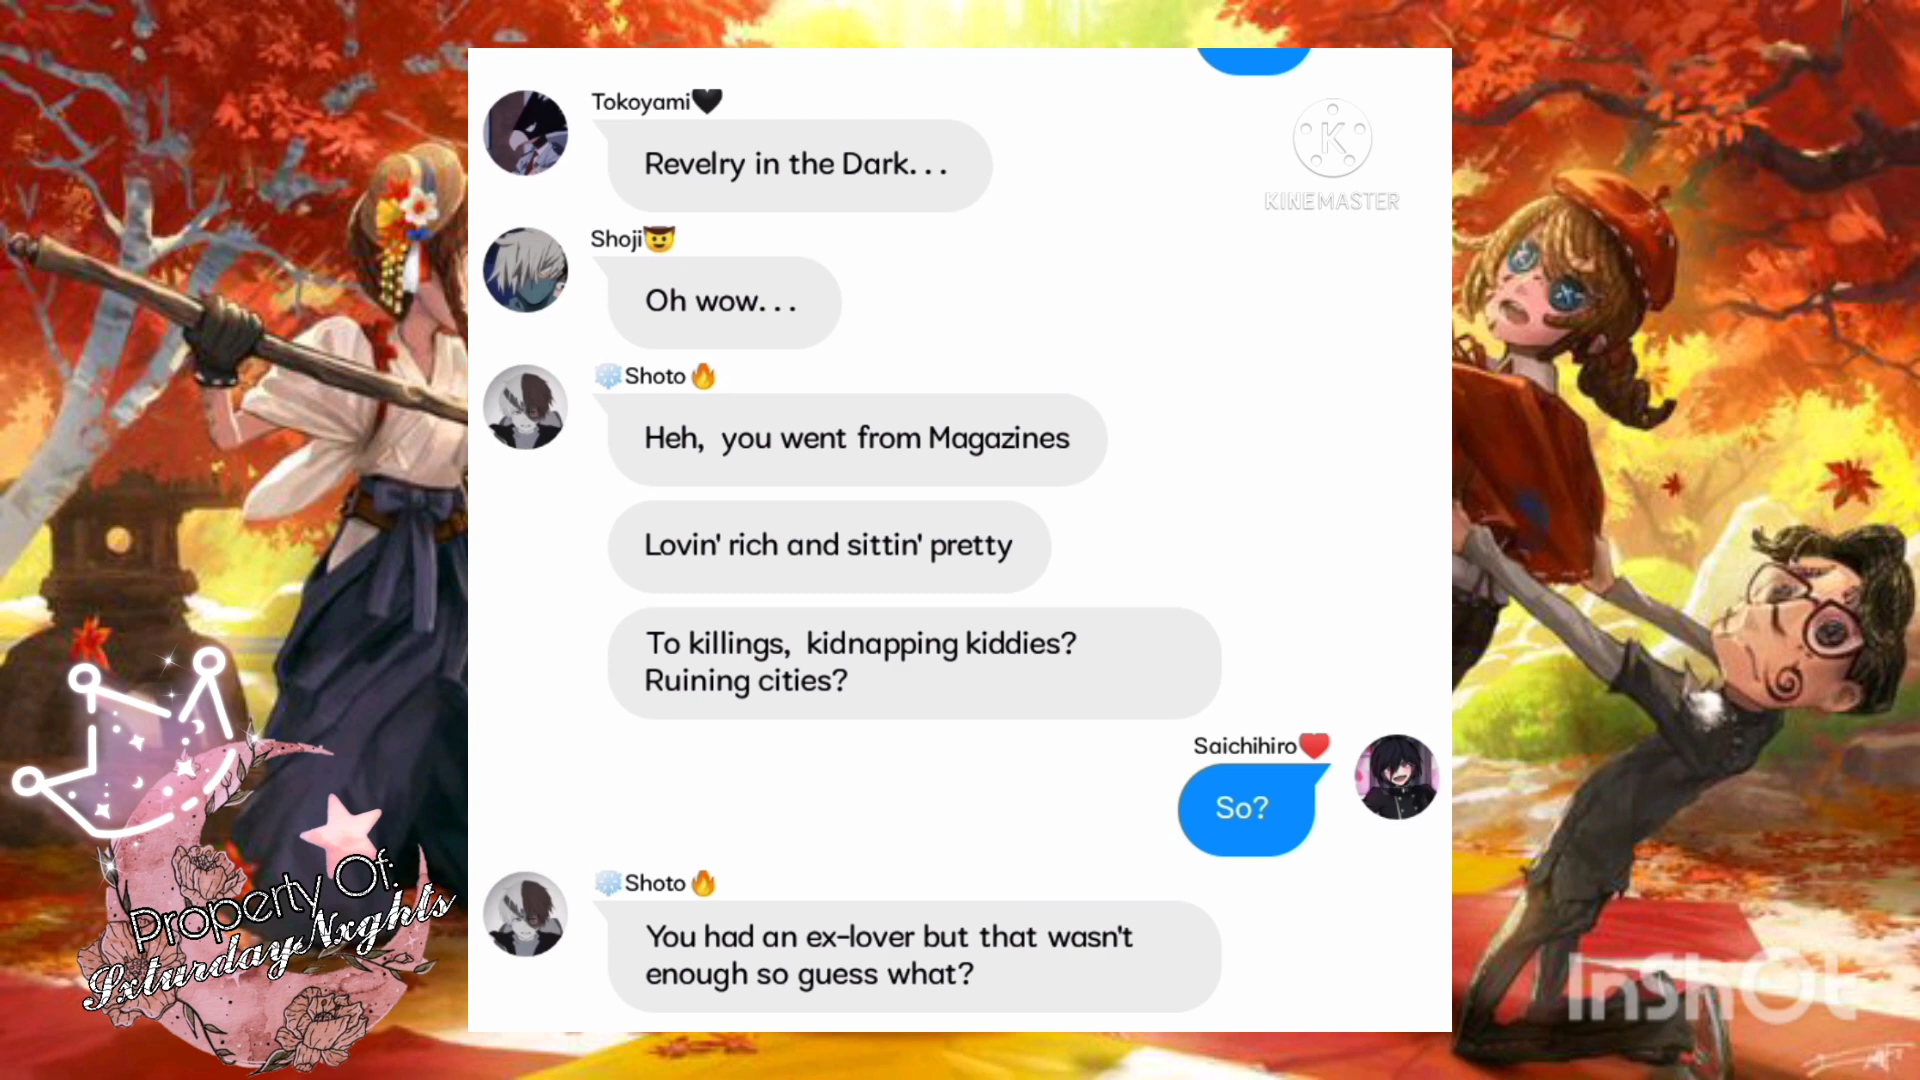 Tokoyami🖤
Revelry in the Dark...
KINEMASTER
Shoji🤠
Oh wow...
❄️Shoto🔥
Heh, you went from Magazines
Lovin' rich and sittin' pretty
To killings, kidnapping kiddies?
Ruining cities?
Saichihiro❤️
So?
❄️Shoto🔥
You had an ex-lover but that wasn't
enough so guess what?
Property Of:
SxturdayNxghts
InShOt